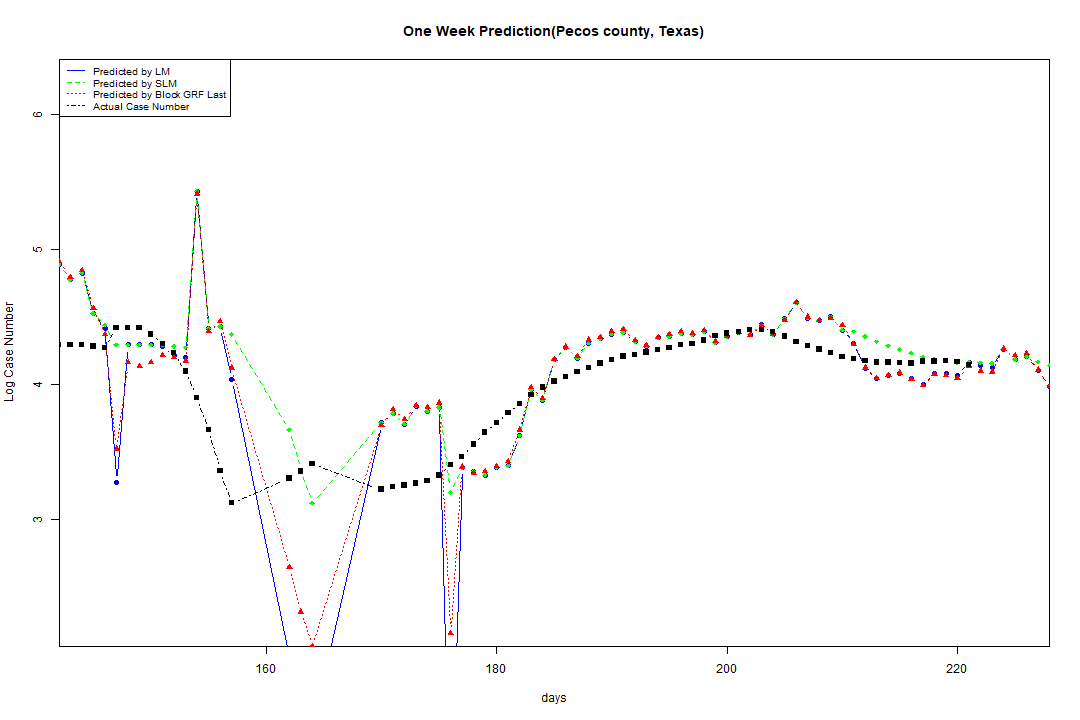 One Week Prediction(Pecos county, Texas)
Predicted by LM
Predicted by SLM
Predicted by Block GRF Last
Actual Case Number
6
5
4
3
Log Case Number
160
180
200
220
days